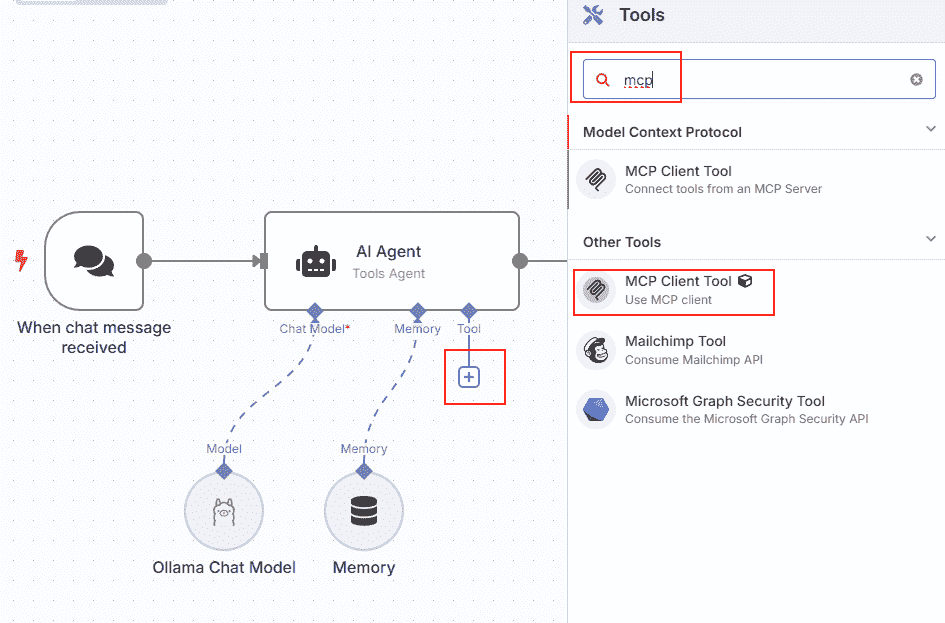 Tools
mcp
Model Context Protocol
MCP Client Tool
Connect tools from an MCP Server
Other Tools
MCP Client Tool
Use MCP client
Mailchimp Tool
Consume Mailchimp API
Microsoft Graph Security Tool
Consume the Microsoft Graph Security API
When chat message
received
AI Agent
Tools Agent
Chat Model*
Memory
Tool
Model
Memory
Ollama Chat Model
Memory